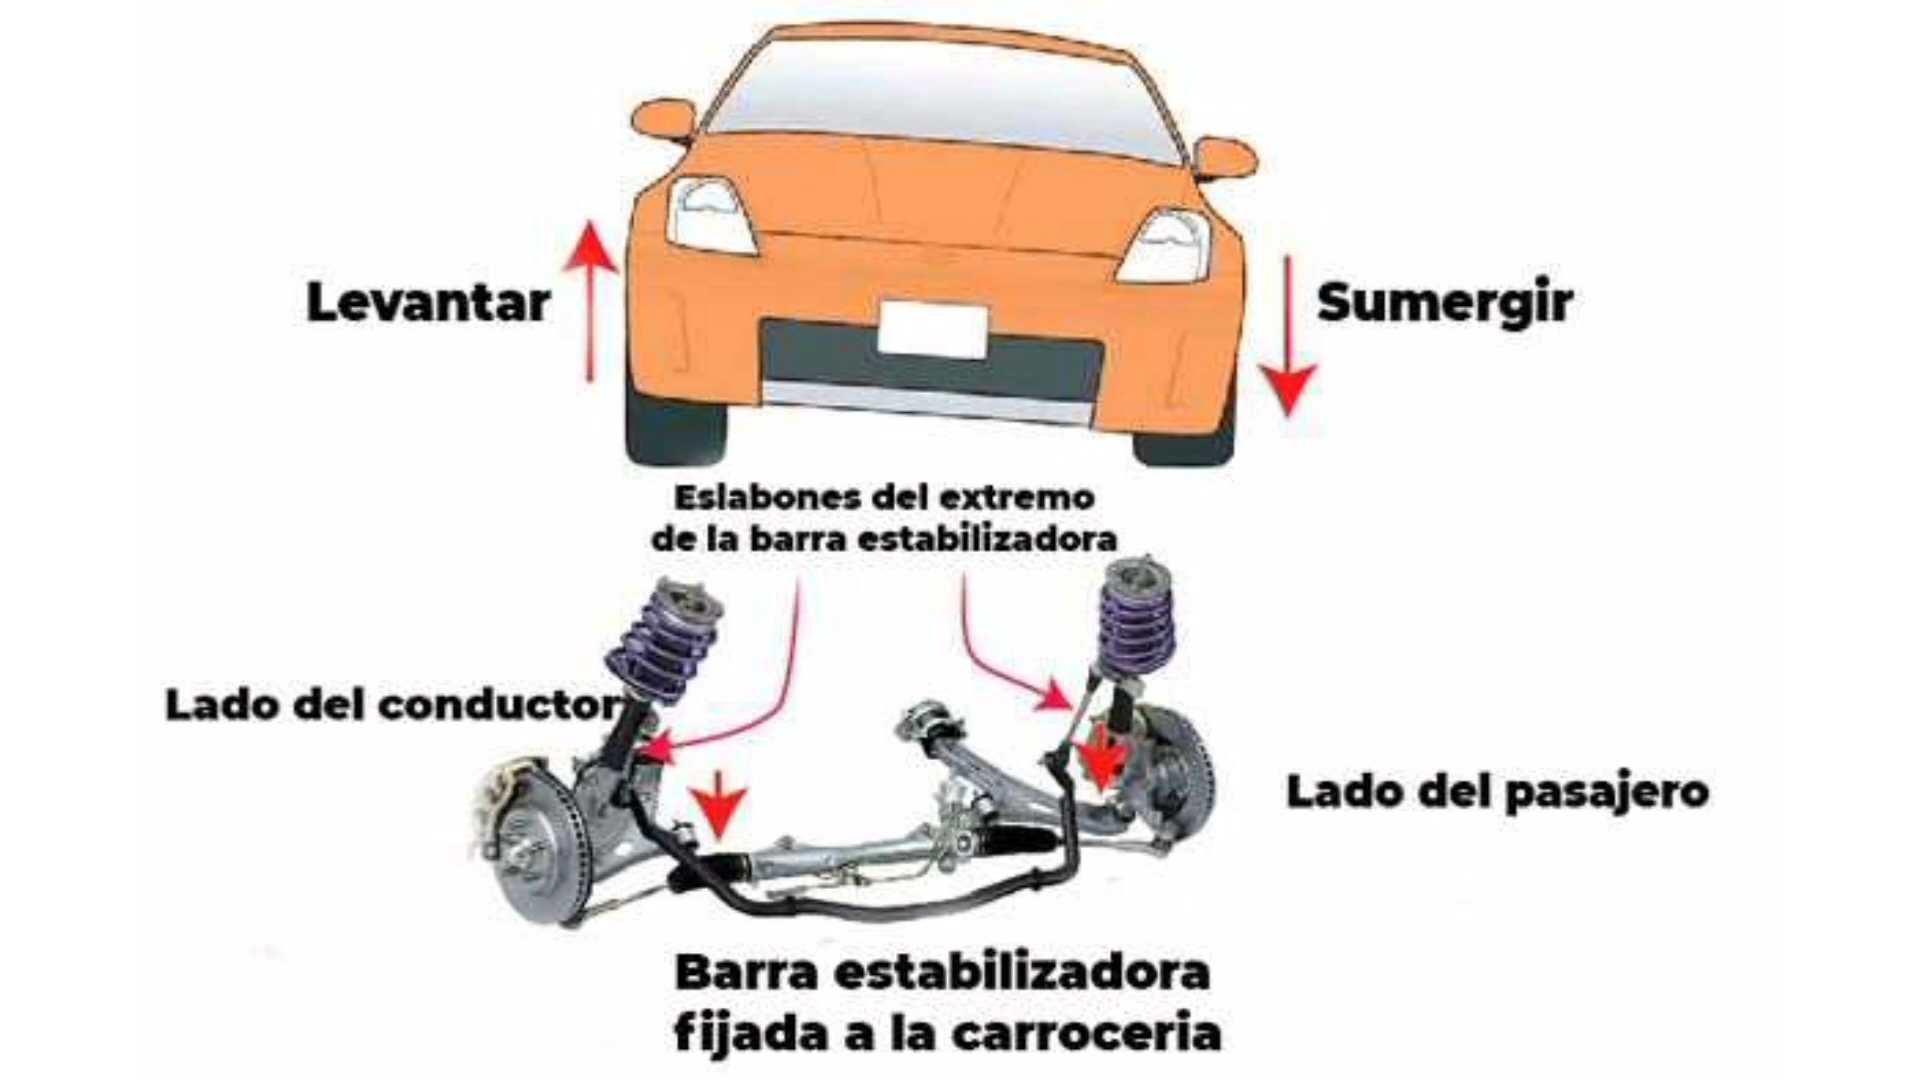 Levantar
Sumergir
Eslabones del extremo
de la barra estabilizadora
Lado del conductor
Lado del pasajero
Barra estabilizadora
fijada a la carroceria